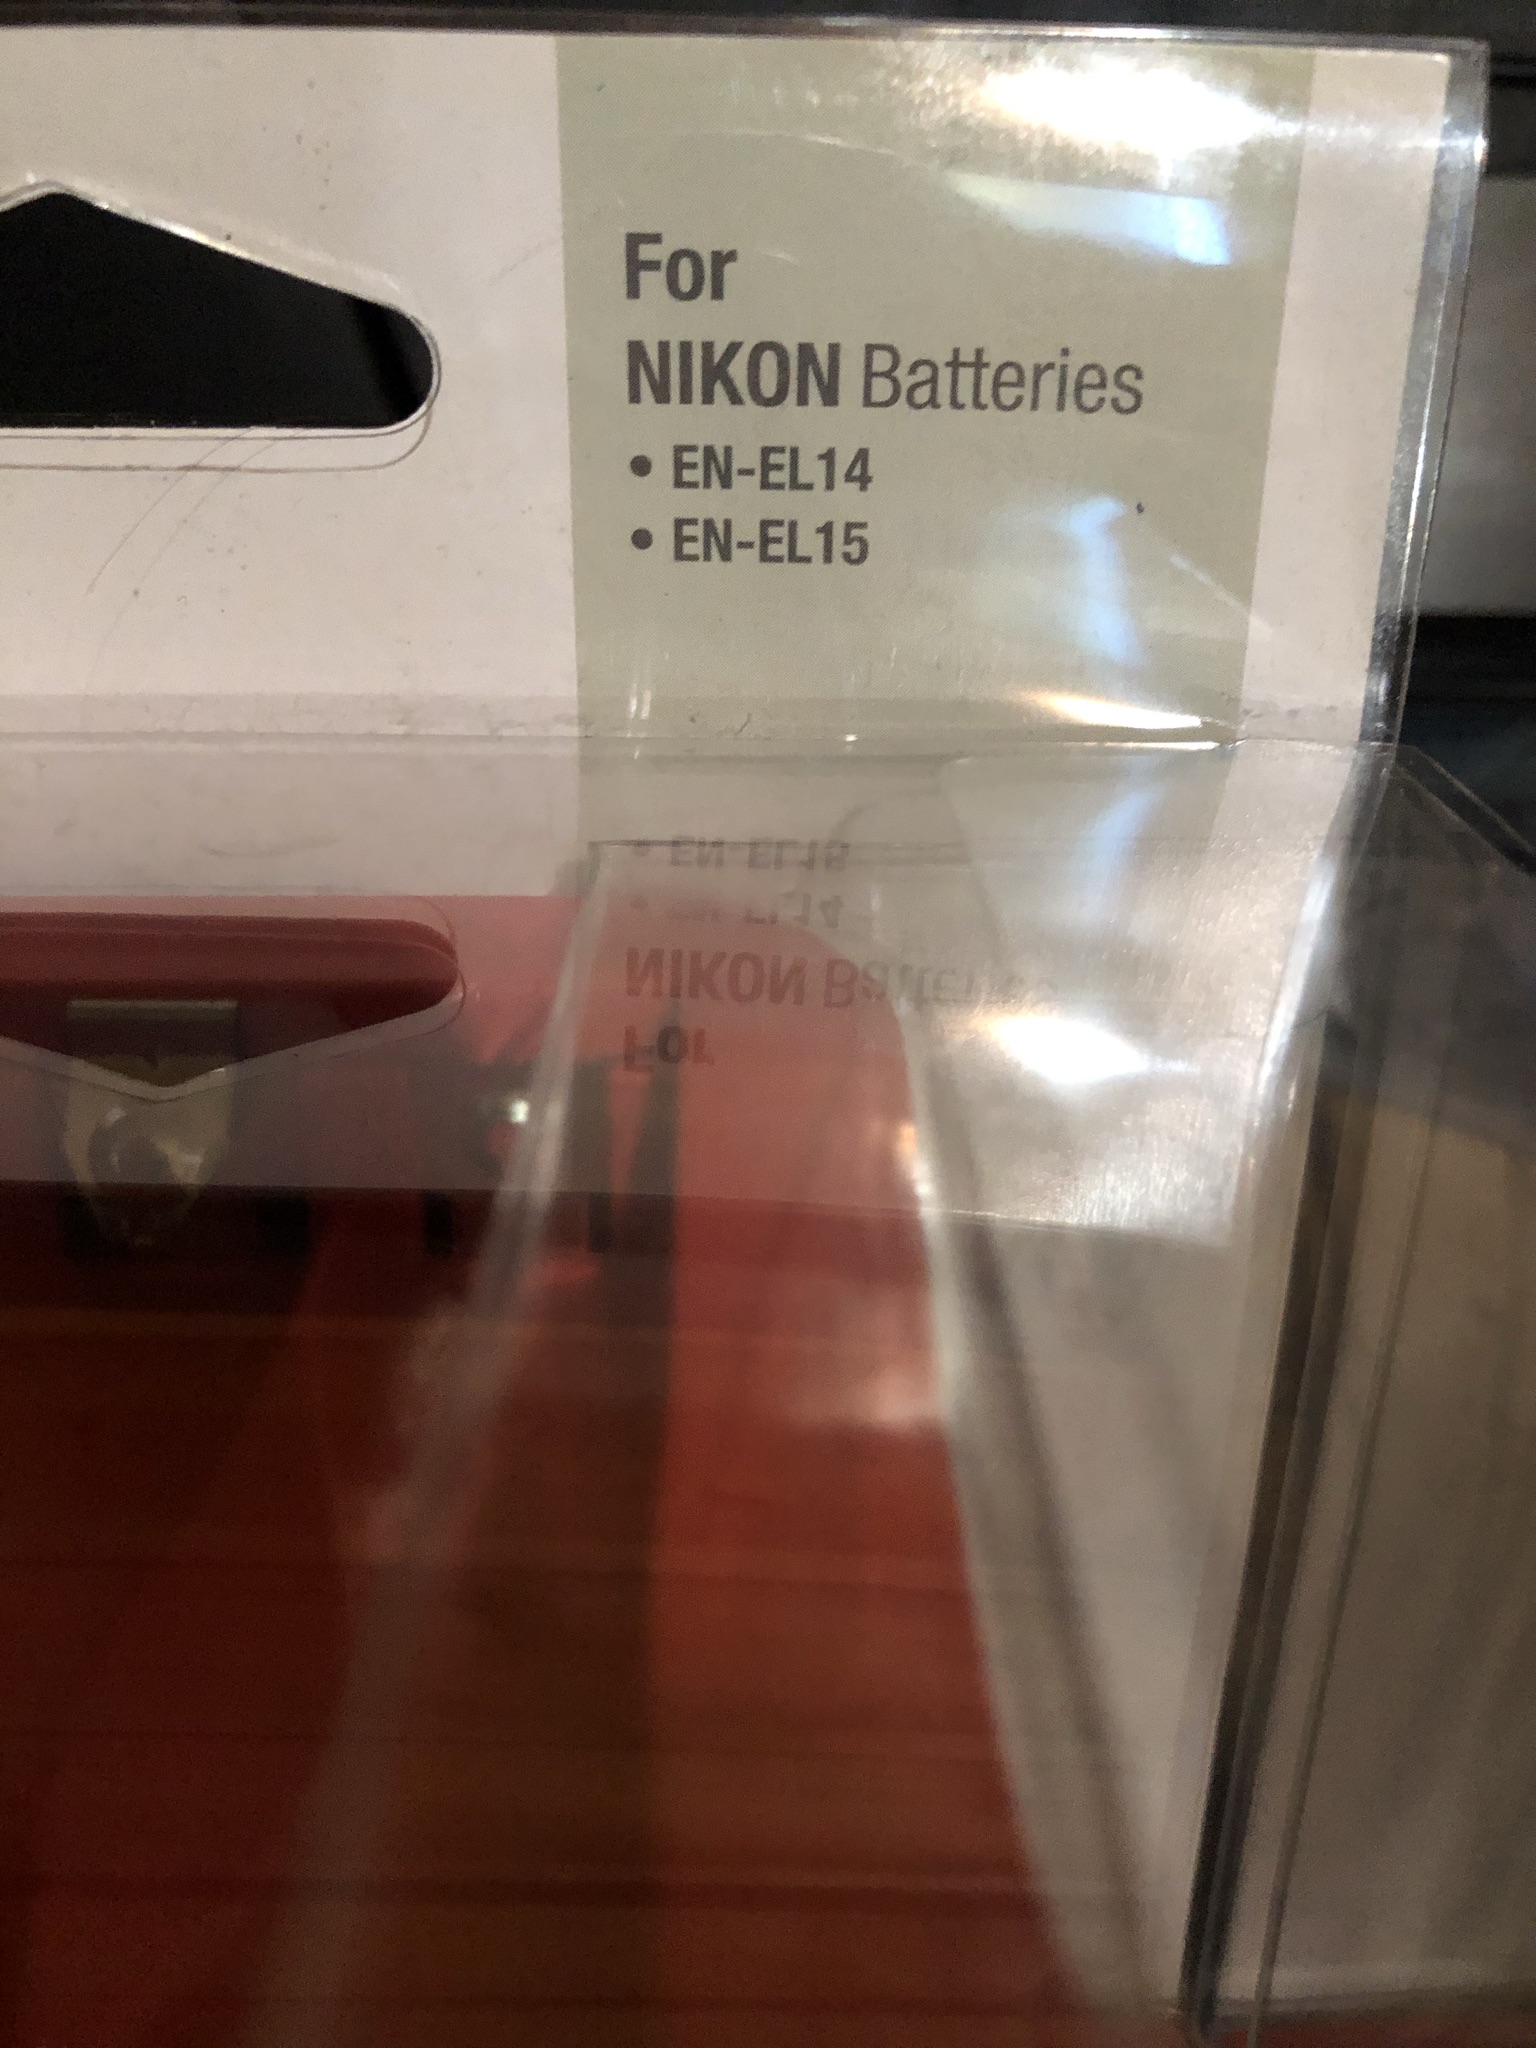 For
NIKON Batteries
• EN-EL14
• EN-EL15